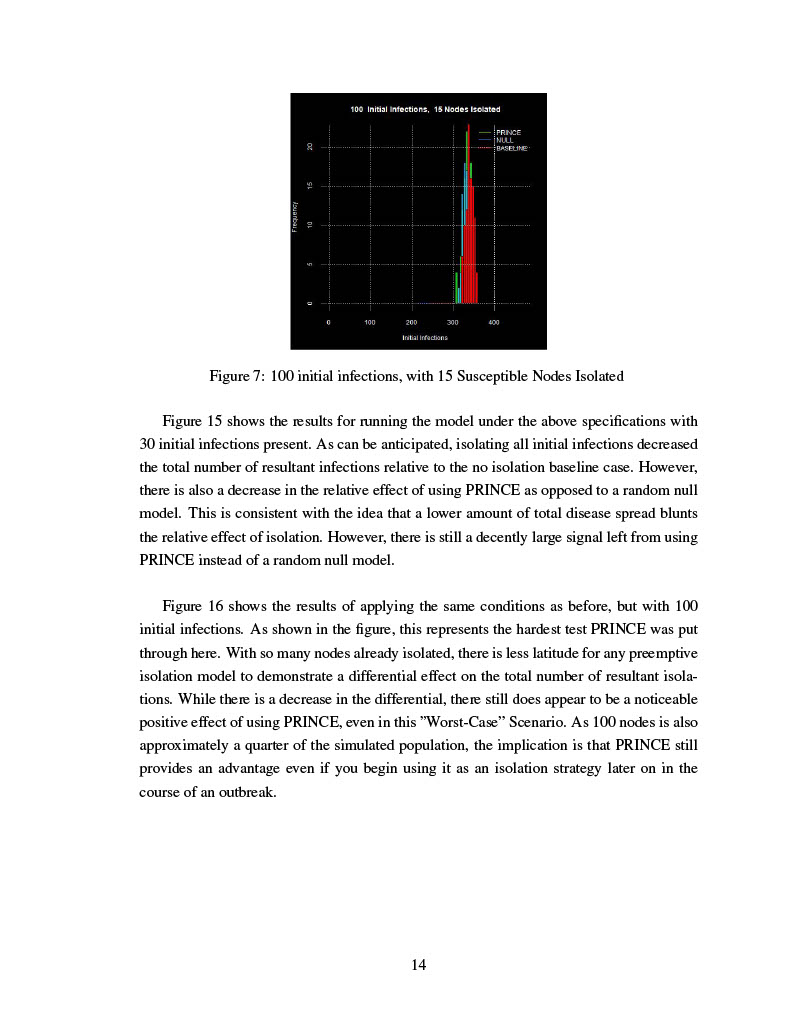 100 Initial Infections, 15 Nodes Isolated
PRINCE
NULL
BASELINE
20
15
10
5
0
Frequency
0 100 200 300 400
Initial Infections
Figure 7: 100 initial infections, with 15 Susceptible Nodes Isolated
Figure 15 shows the results for running the model under the above specifications with
30 initial infections present. As can be anticipated, isolating all initial infections decreased
the total number of resultant infections relative to the no isolation baseline case. However,
there is also a decrease in the relative effect of using PRINCE as opposed to a random null
model. This is consistent with the idea that a lower amount of total disease spread blunts
the relative effect of isolation. However, there is still a decently large signal left from using
PRINCE instead of a random null model.
Figure 16 shows the results of applying the same conditions as before, but with 100
initial infections. As shown in the figure, this represents the hardest test PRINCE was put
through here. With so many nodes already isolated, there is less latitude for any preemptive
isolation model to demonstrate a differential effect on the total number of resultant isola-
tions. While there is a decrease in the differential, there still does appear to be a noticeable
positive effect of using PRINCE, even in this ”Worst-Case” Scenario. As 100 nodes is also
approximately a quarter of the simulated population, the implication is that PRINCE still
provides an advantage even if you begin using it as an isolation strategy later on in the
course of an outbreak.
14